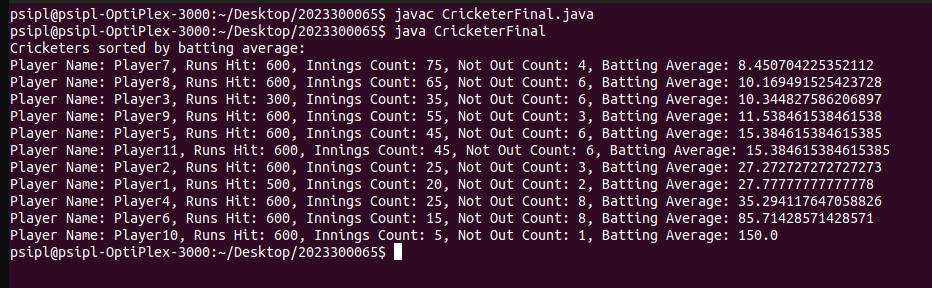 psipl@psipl-OptiPlex-3000:~/Desktop/2023300065$ javac CricketerFinal.java
psipl@psipl-OptiPlex-3000:~/Desktop/2023300065$ java CricketerFinal
Cricketers sorted by batting average:
Player Name: Player7, Runs Hit: 600, Innings Count: 75, Not Out Count: 4, Batting Average: 8.450704225352112
Player Name: Player8, Runs Hit: 600, Innings Count: 65, Not Out Count: 6, Batting Average: 10.169491525423728
Player Name: Player3, Runs Hit: 300, Innings Count: 35, Not Out Count: 6, Batting Average: 10.344827586206897
Player Name: Player9, Runs Hit: 600, Innings Count: 55, Not Out Count: 3, Batting Average: 11.538461538461538
Player Name: Player5, Runs Hit: 600, Innings Count: 45, Not Out Count: 6, Batting Average: 15.384615384615385
Player Name: Player11, Runs Hit: 600, Innings Count: 45, Not Out Count: 6, Batting Average: 15.384615384615385
Player Name: Player2, Runs Hit: 600, Innings Count: 25, Not Out Count: 3, Batting Average: 27.272727272727273
Player Name: Player1, Runs Hit: 500, Innings Count: 20, Not Out Count: 2, Batting Average: 27.77777777777778
Player Name: Player4, Runs Hit: 600, Innings Count: 25, Not Out Count: 8, Batting Average: 35.294117647058826
Player Name: Player6, Runs Hit: 600, Innings Count: 15, Not Out Count: 8, Batting Average: 85.71428571428571
Player Name: Player10, Runs Hit: 600, Innings Count: 5, Not Out Count: 1, Batting Average: 150.0
psipl@psipl-OptiPlex-3000:~/Desktop/2023300065$